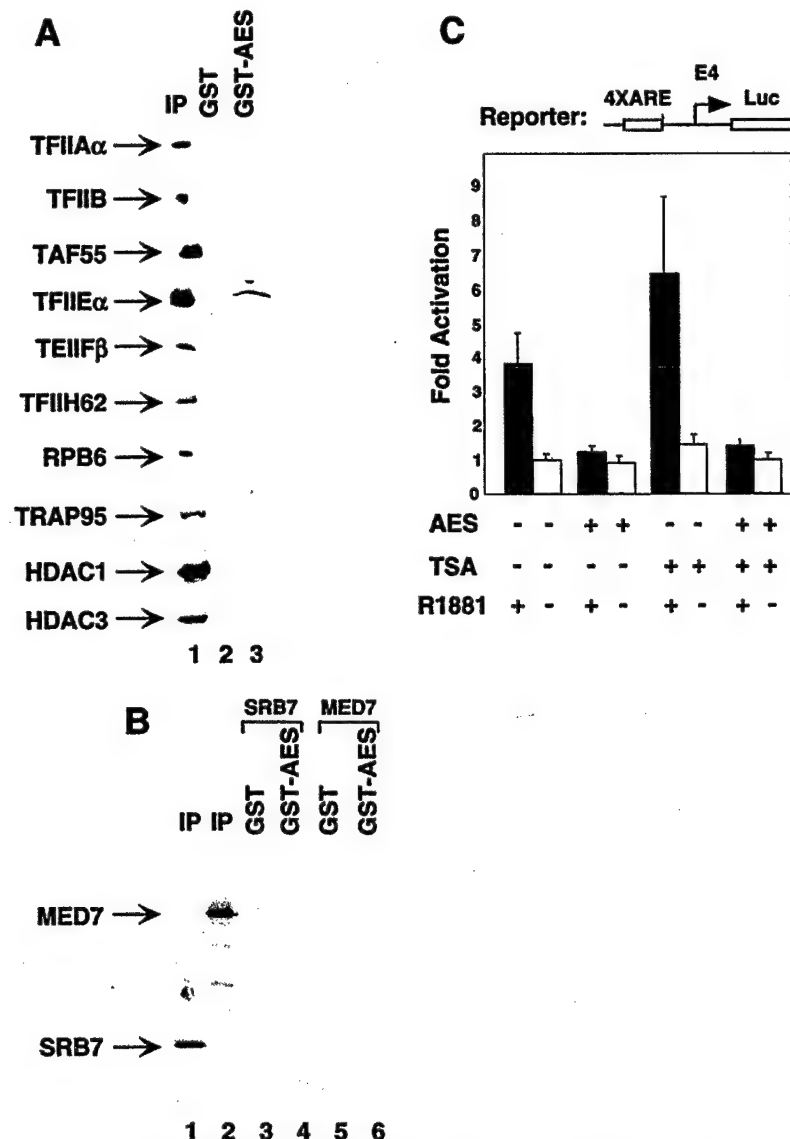 A
IP GST GST-AES
TFIIAα
TFIIB
TAF55
TFIIEα
TEIIFβ
TFIIH62
RPB6
TRAP95
HDAC1
HDAC3
1 2 3
B
SRB7 MED7
IP IP GST GST-AES GST GST-AES
MED7
SRB7
1 2 3 4 5 6
C
E4
Reporter: 4XARE Luc
Fold Activation
9
8
7
6
5
4
3
2
1
0
AES - - + + - - + +
TSA - - - - + + + +
R1881 + - + - + - + -